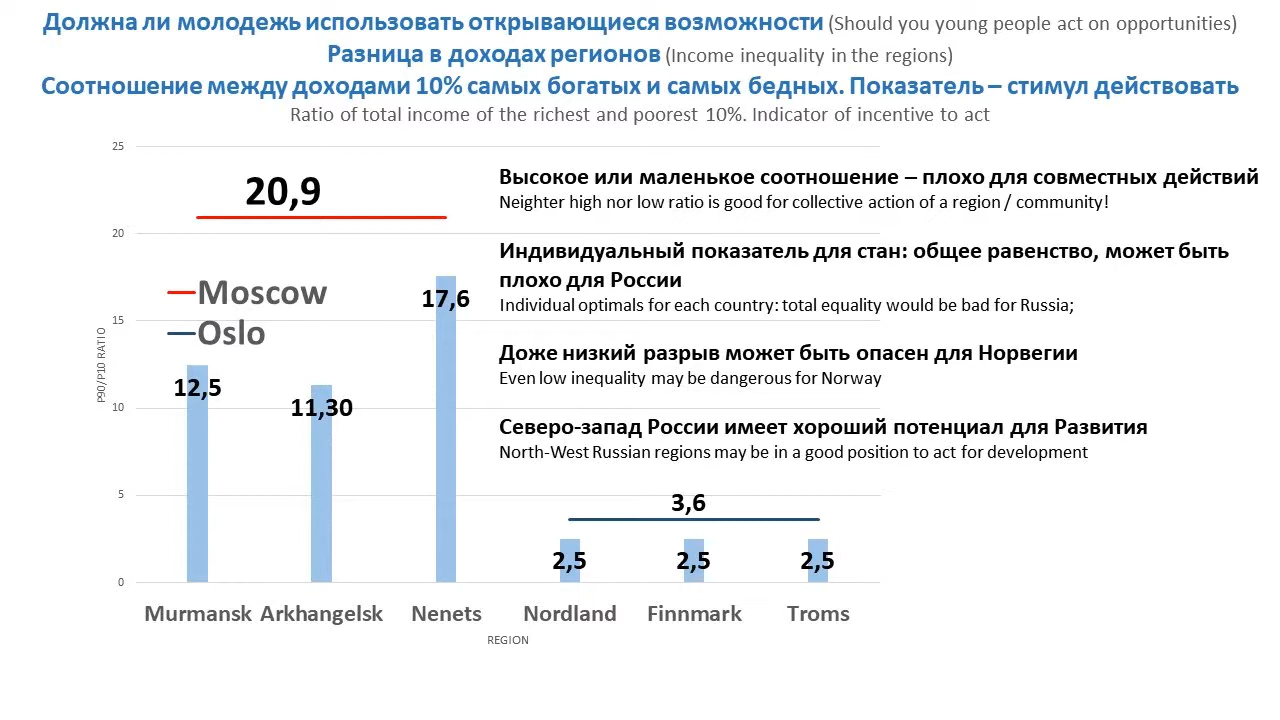 Должна ли молодежь использовать открывающиеся возможности (Should you young people act on opportunities)
Разница в доходах регионов (Income inequality in the regions)
Соотношение между доходами 10% самых богатых и самых бедных. Показатель – стимул действовать
Ratio of total income of the richest and poorest 10%. Indicator of incentive to act
25
20
15
10
5
0
P90/P10 RATIO
20,9
Moscow
Oslo
12,5
11,30
17,6
3,6
2,5
2,5
2,5
Murmansk
Arkhangelsk
Nenets
Nordland
Finnmark
Troms
REGION
Высокое или маленькое соотношение – плохо для совместных действий
Neighter high nor low ratio is good for collective action of a region / community!
Индивидуальный показатель для стан: общее равенство, может быть
плохо для России
Individual optimals for each country: total equality would be bad for Russia;
Доже низкий разрыв может быть опасен для Норвегии
Even low inequality may be dangerous for Norway
Северо-запад России имеет хороший потенциал для Развития
North-West Russian regions may be in a good position to act for development